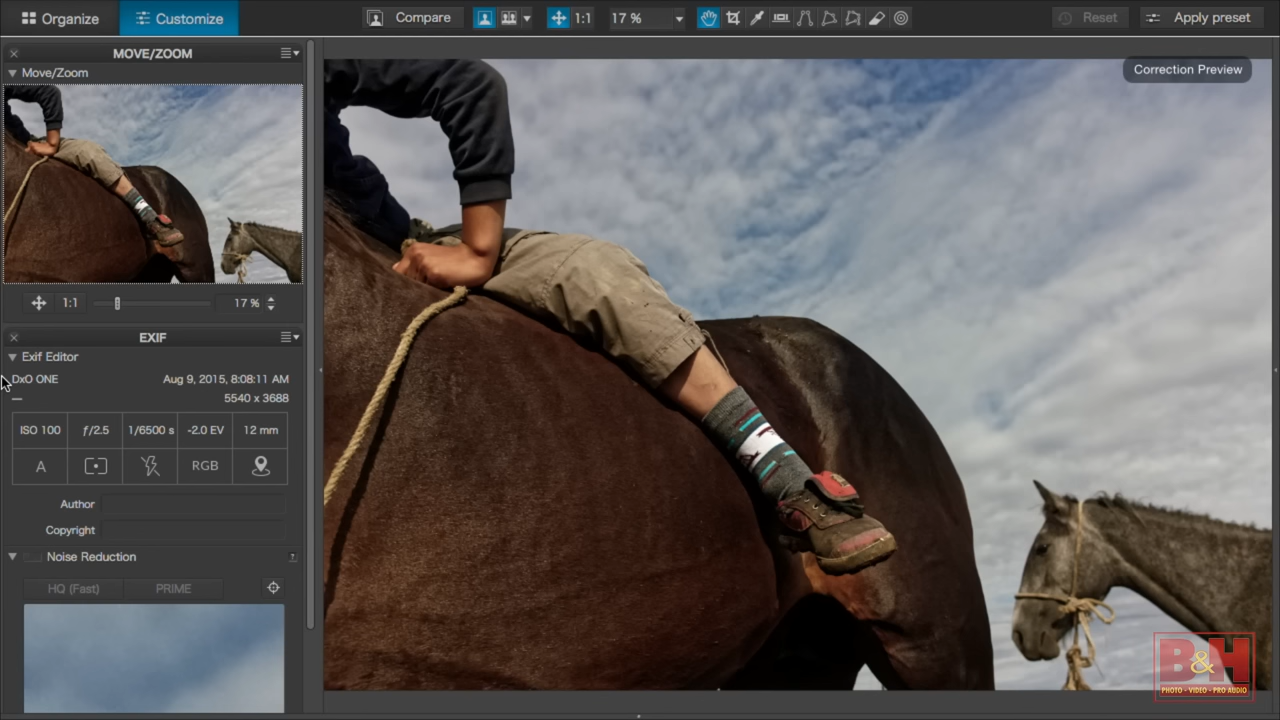 Organize
Customize
Compare
1:1
17 %
Reset
Apply preset
MOVE/ZOOM
Move/Zoom
Correction Preview
1:1
17 %
EXIF
Exif Editor
DxO ONE
Aug 9, 2015, 8:08:11 AM
—
5540 x 3688
ISO 100
ƒ/2.5
1/6500 s
-2.0 EV
12 mm
A
RGB
Author
Copyright
Noise Reduction
?
HQ (Fast)
PRIME
B&H
PHOTO - VIDEO - PRO AUDIO